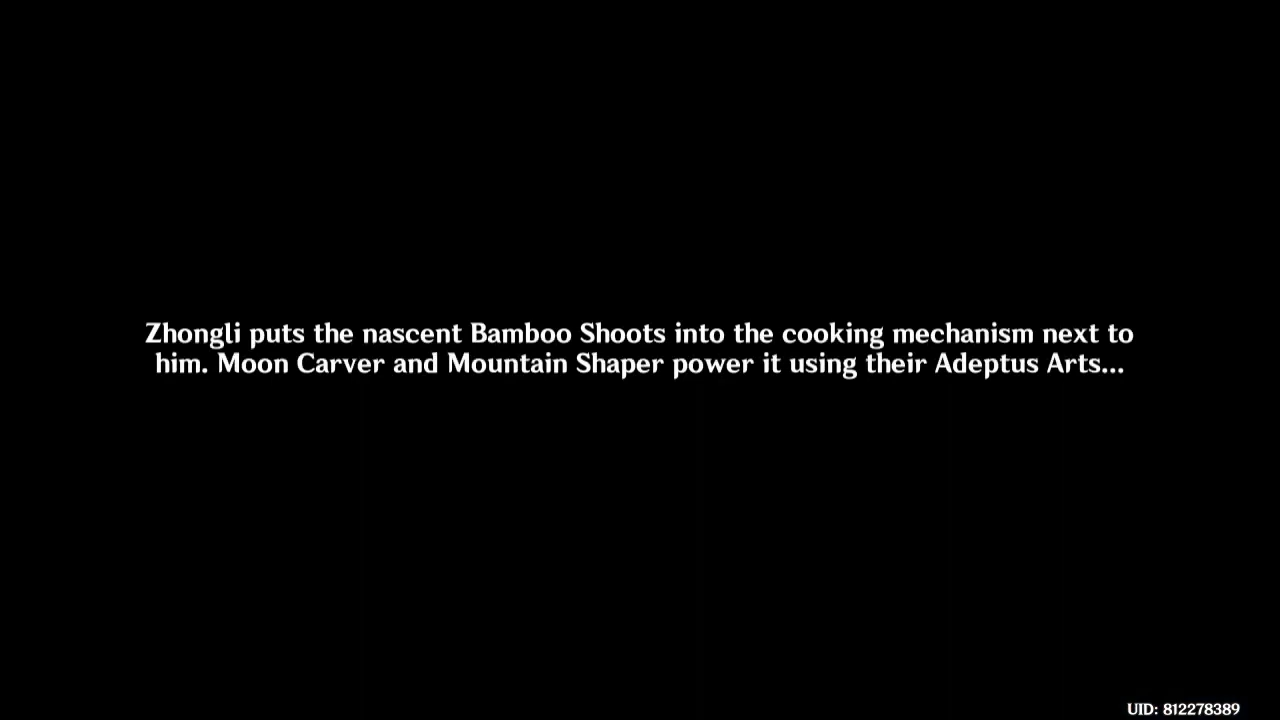 Zhongli puts the nascent Bamboo Shoots into the cooking mechanism next to
him. Moon Carver and Mountain Shaper power it using their Adeptus Arts...
UID: 812278389